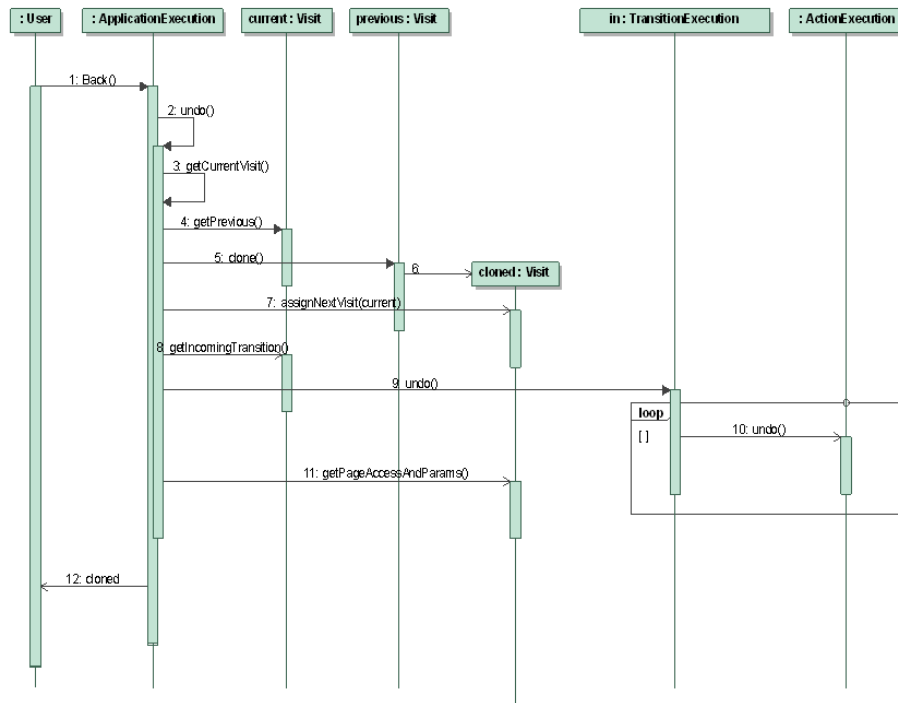 : User
: ApplicationExecution
current : Visit
previous : Visit
in : TransitionExecution
: ActionExecution
1: Back()
2: undo()
3: getCurrentVisit()
4: getPrevious()
5: clone()
6:
cloned : Visit
7: assignNextVisit(current)
8: getIncomingTransition()
9: undo()
loop
[ ]
10: undo()
11: getPageAccessAndParams()
12: cloned